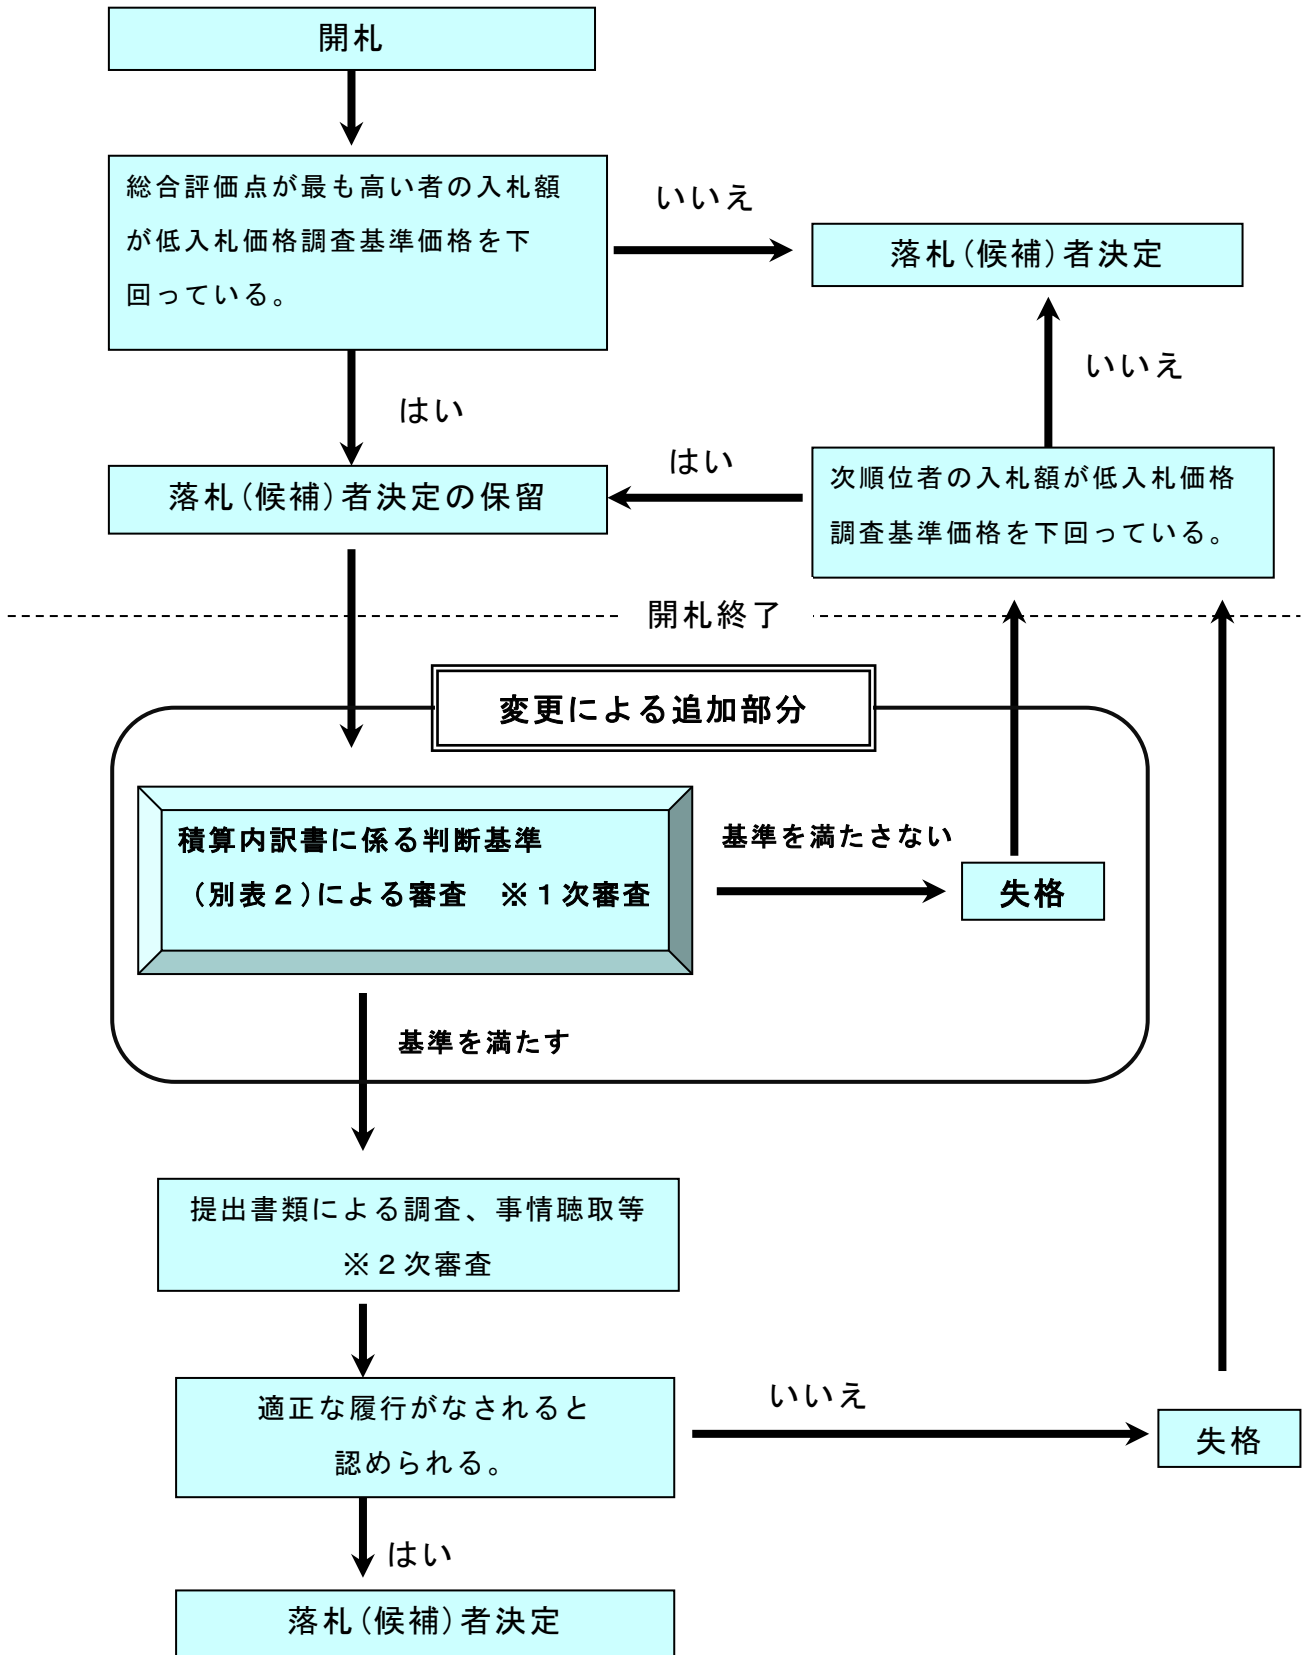 開札
総合評価点が最も高い者の入札額
が低入札価格調査基準価格を下
回っている。
いいえ
落札(候補)者決定
いいえ
はい
はい
落札(候補)者決定の保留
次順位者の入札額が低入札価格
調査基準価格を下回っている。
開札終了
変更による追加部分
積算内訳書に係る判断基準
(別表２)による審査　※１次審査
基準を満たさない
失格
基準を満たす
提出書類による調査、事情聴取等
※２次審査
適正な履行がなされると
認められる。
いいえ
失格
はい
落札(候補)者決定